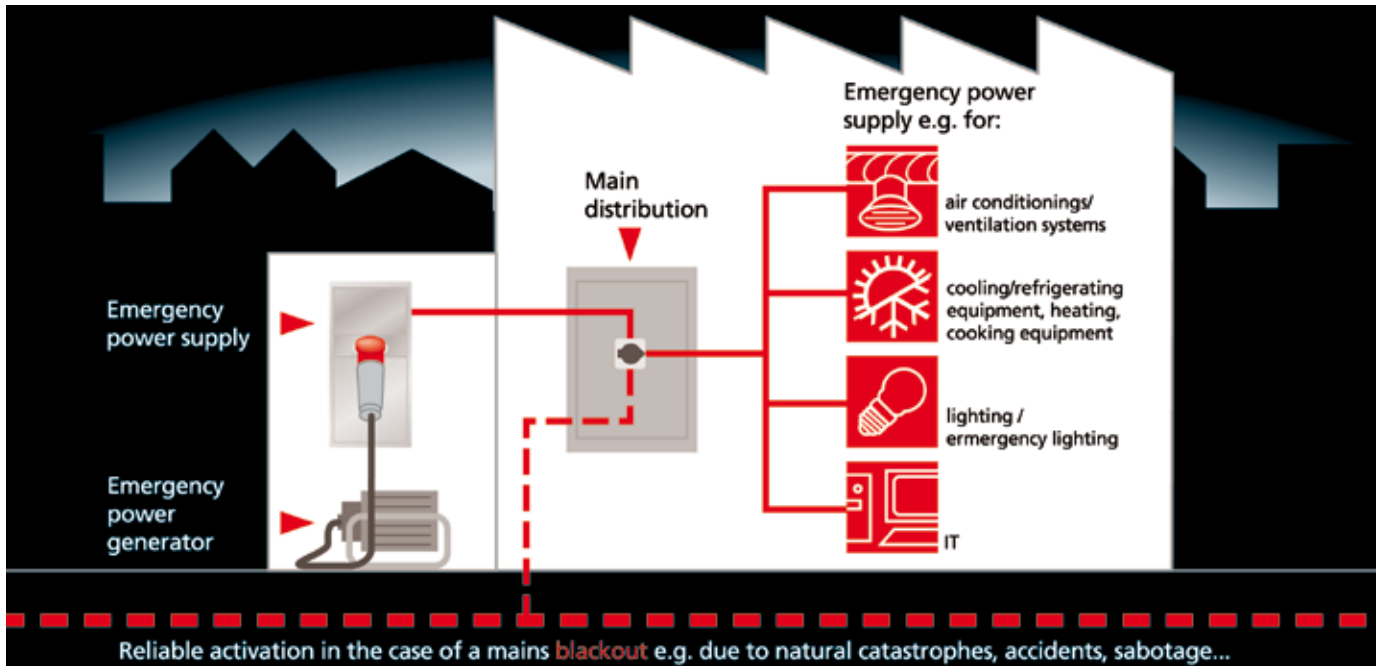 Emergency power
supply e.g. for:
Main
distribution
air conditionings/
ventilation systems
Emergency
power supply
cooling/refrigerating
equipment, heating,
cooking equipment
lighting /
ermergency lighting
Emergency
power
generator
IT
Reliable activation in the case of a mains blackout e.g. due to natural catastrophes, accidents, sabotage...